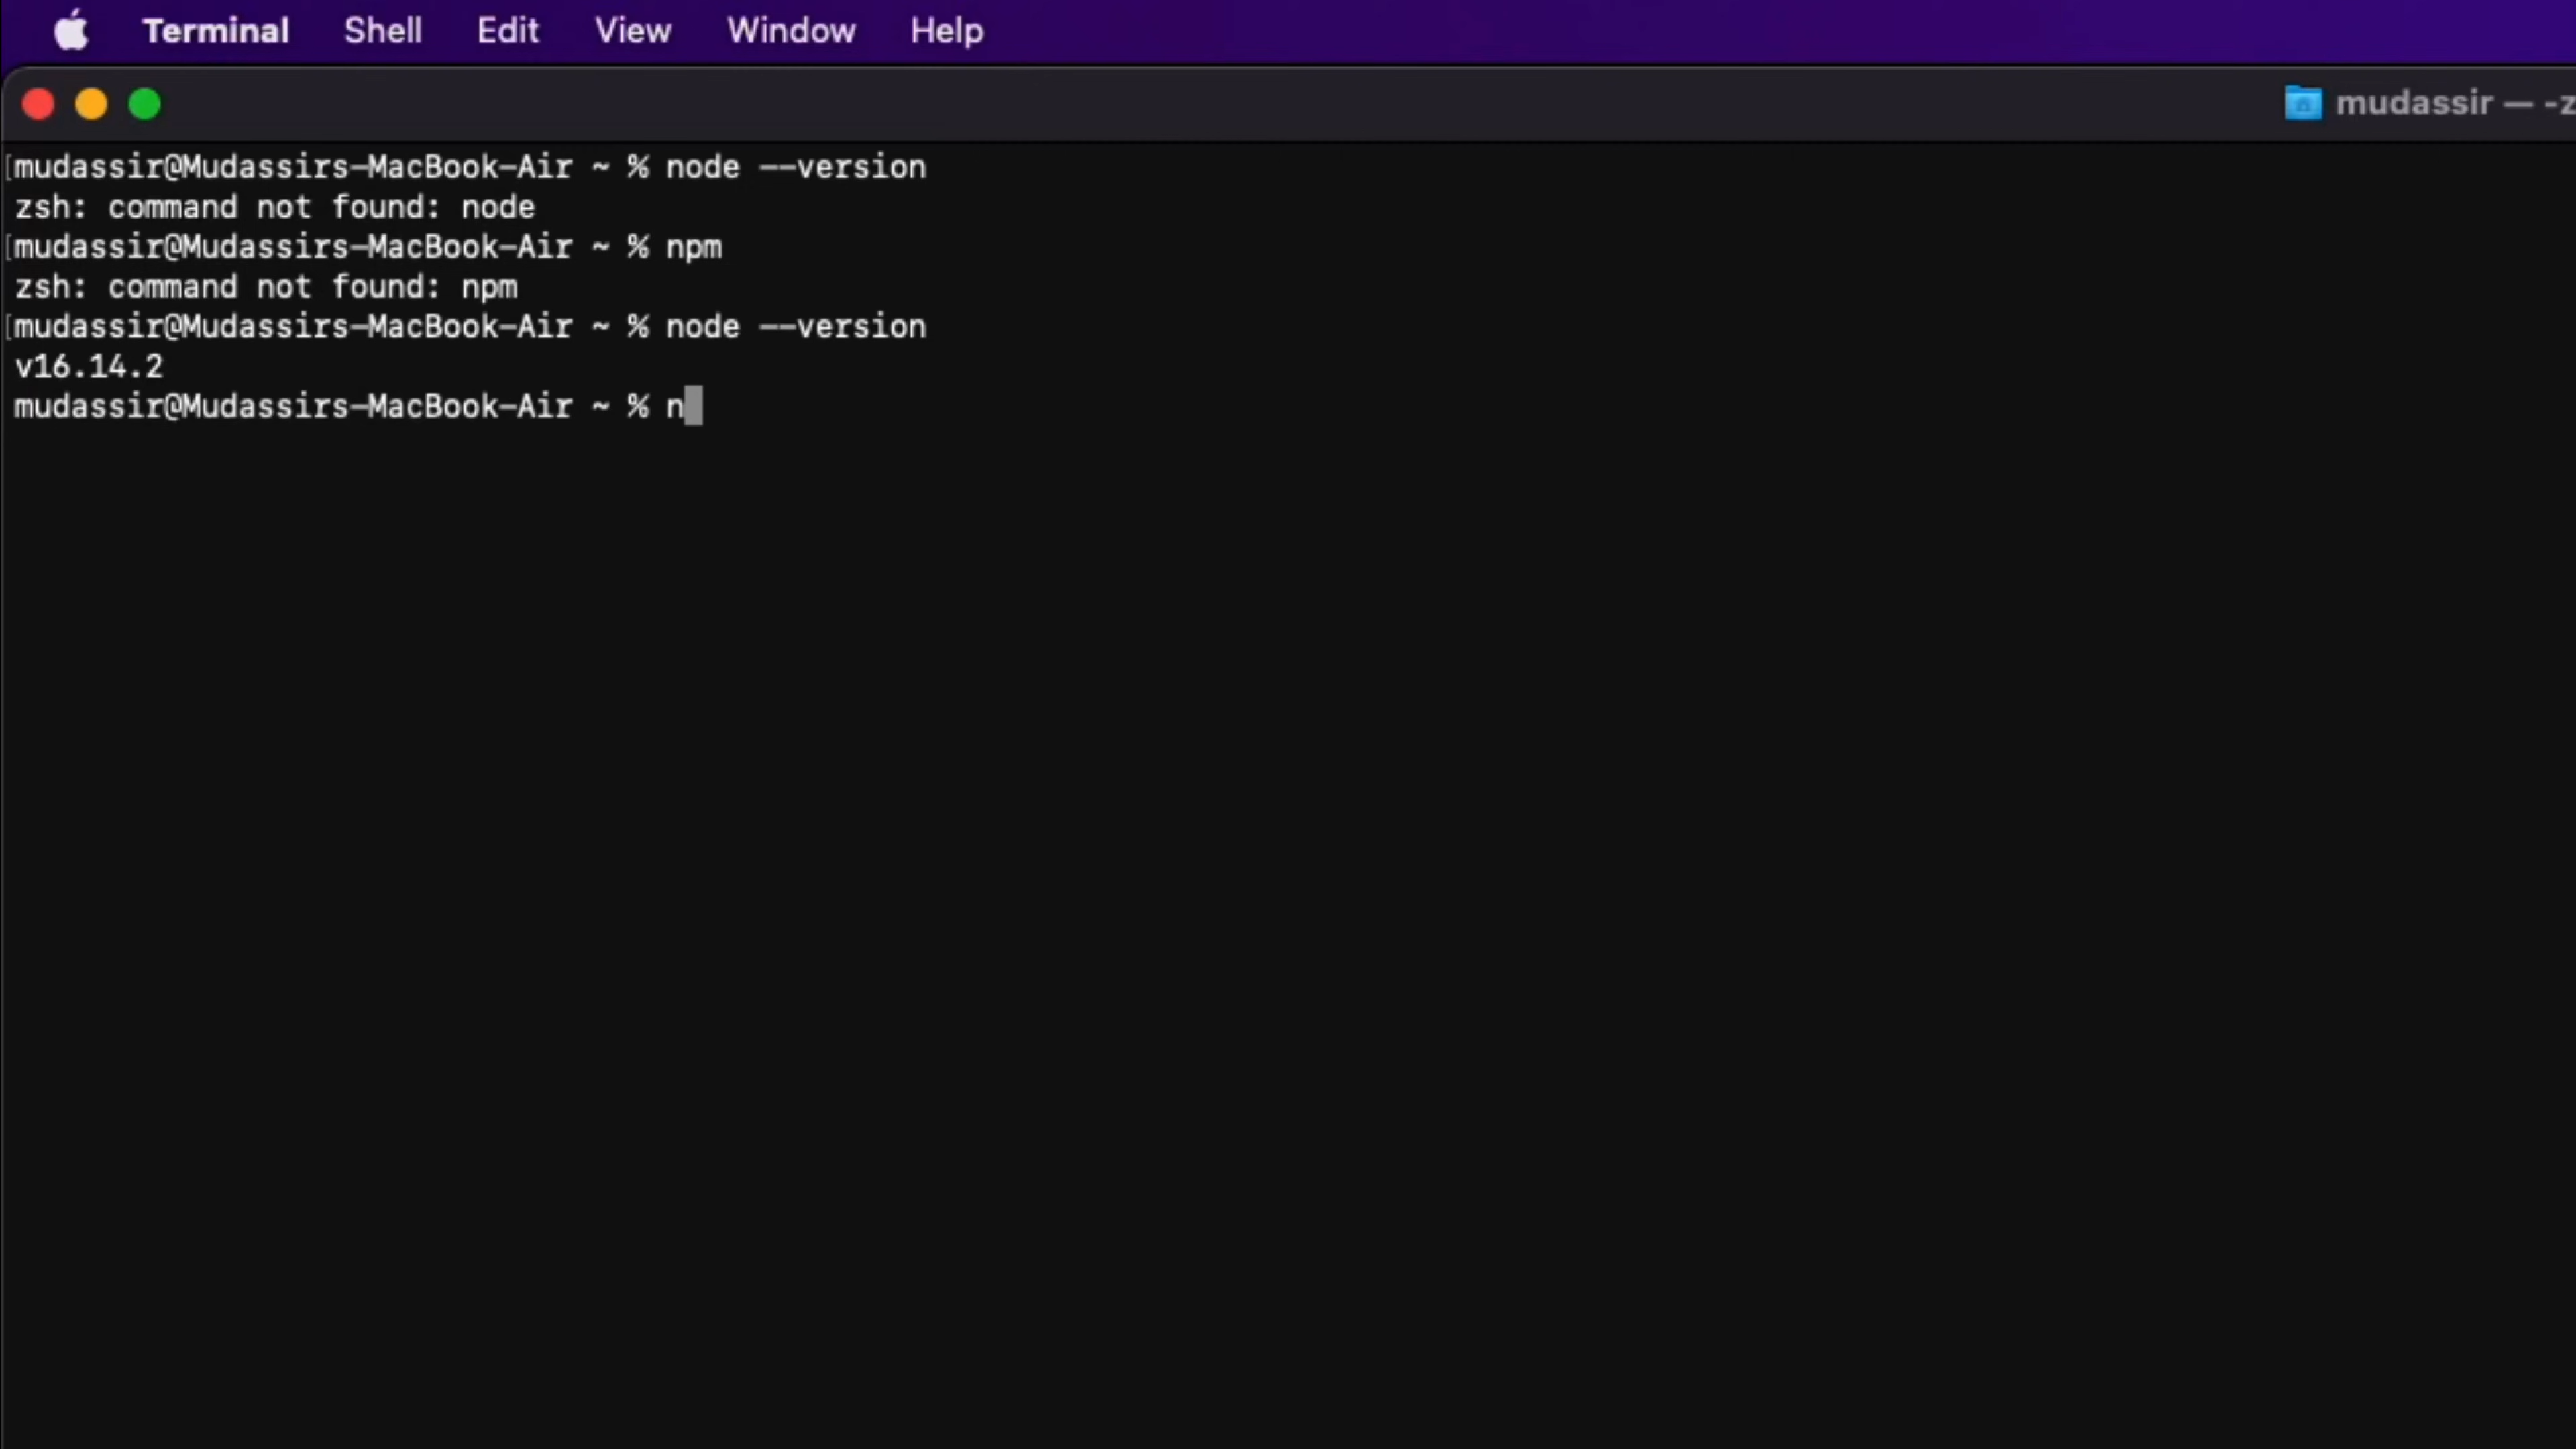 Terminal Shell Edit View Window Help
mudassir — -z
[mudassir@Mudassirs-MacBook-Air ~ % node --version
zsh: command not found: node
[mudassir@Mudassirs-MacBook-Air ~ % npm
zsh: command not found: npm
[mudassir@Mudassirs-MacBook-Air ~ % node --version
v16.14.2
mudassir@Mudassirs-MacBook-Air ~ % n